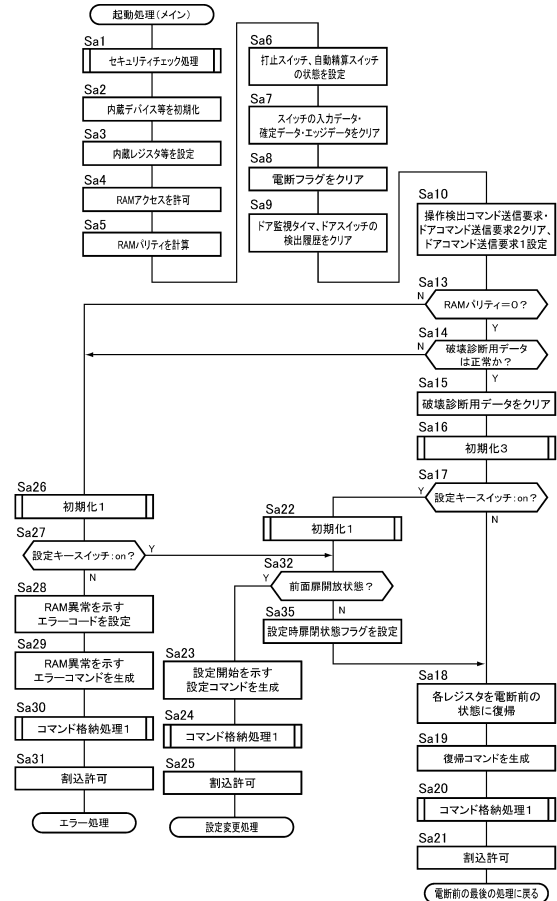 起動処理(メイン)
Sa1
セキュリティチェック処理
Sa2
内蔵デバイス等を初期化
Sa3
内蔵レジスタ等を設定
Sa4
RAMアクセスを許可
Sa5
RAMパリティを計算
Sa6
打止スイッチ、自動精算スイッチ
の状態を設定
Sa7
スイッチの入力データ・
確定データ・エッジデータをクリア
Sa8
電断フラグをクリア
Sa9
ドア監視タイマ、ドアスイッチの
検出履歴をクリア
Sa10
操作検出コマンド送信要求・
ドアコマンド送信要求2クリア、
ドアコマンド送信要求1設定
Sa13
N
RAMパリティ=0?
Y
Sa14
N
破壊診断用データ
は正常か?
Y
Sa15
破壊診断用データをクリア
Sa16
初期化3
Sa17
Y
設定キースイッチ:on?
N
Sa26
初期化1
Sa27
設定キースイッチ:on?
Y
N
Sa28
RAM異常を示す
エラーコードを設定
Sa29
RAM異常を示す
エラーコマンドを生成
Sa30
コマンド格納処理1
Sa31
割込許可
エラー処理
Sa22
初期化1
Sa32
Y
前面扉開放状態?
N
Sa35
設定時扉閉状態フラグを設定
Sa23
設定開始を示す
設定コマンドを生成
Sa24
コマンド格納処理1
Sa25
割込許可
設定変更処理
Sa18
各レジスタを電断前の
状態に復帰
Sa19
復帰コマンドを生成
Sa20
コマンド格納処理1
Sa21
割込許可
電断前の最後の処理に戻る